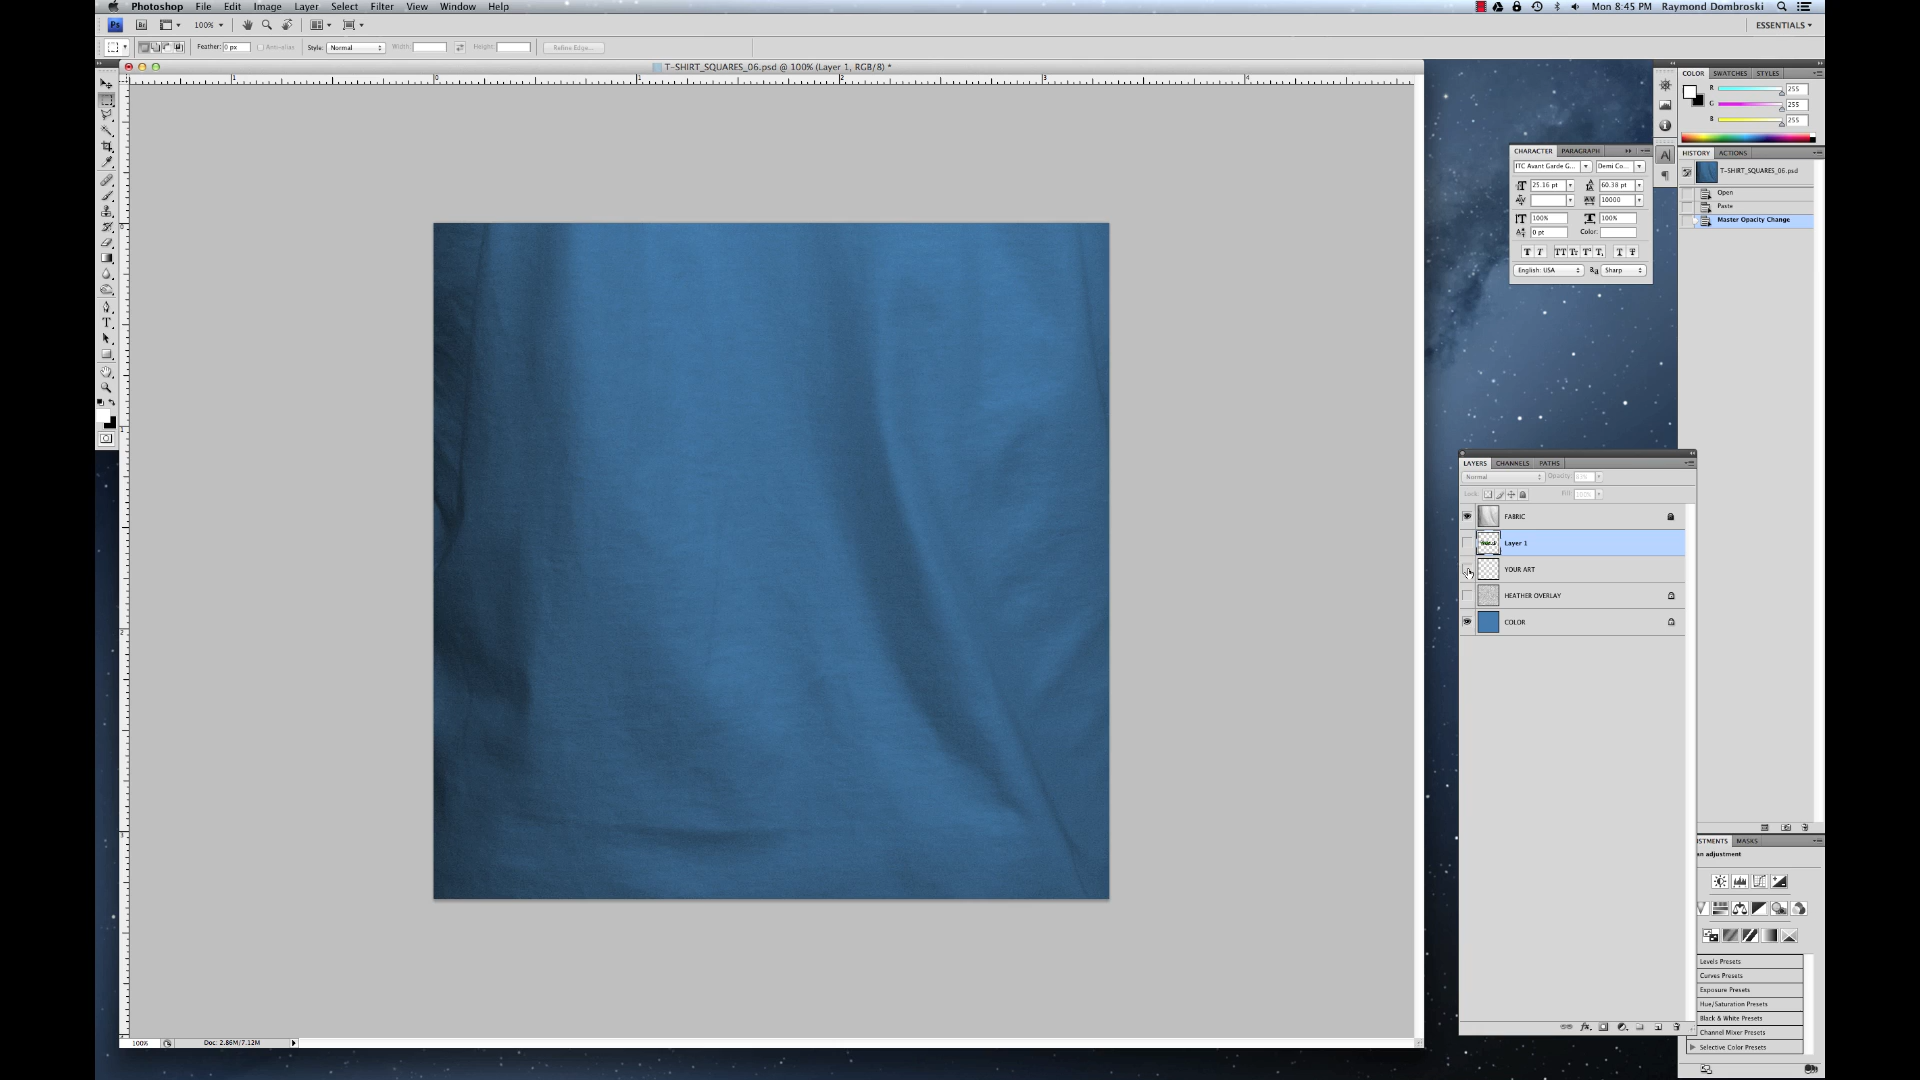 Photoshop File Edit Image Layer Select Filter View Window Help
Mon 8:45 PM Raymond Dombroski
Ps Br 100%
ESSENTIALS
Feather: 0 px Anti-alias Style: Normal Width: Height: Refine Edge...
T-SHIRT_SQUARES_06.psd @ 100% (Layer 1, RGB/8) *
COLOR SWATCHES STYLES
R 255
G 255
B 255
CHARACTER PARAGRAPH
ITC Avant Garde G... Demi Co...
25.16 pt 60.38 pt
10000
100% 100%
0 pt Color:
English: USA Sharp
HISTORY ACTIONS
T-SHIRT_SQUARES_06.psd
Open
Paste
Master Opacity Change
LAYERS CHANNELS PATHS
Normal Opacity:
Lock: Fill: 100%
FABRIC
Layer 1
YOUR ART
HEATHER OVERLAY
COLOR
STMENTS MASKS
an adjustment
Levels Presets
Curves Presets
Exposure Presets
Hue/Saturation Presets
Black & White Presets
Channel Mixer Presets
Selective Color Presets
100% Doc: 2.86M/7.12M